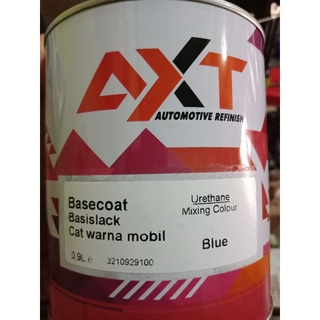 AXT
AUTOMOTIVE REFINISH
Basecoat
Basislack
Cat warna mobil
Urethane
Mixing Colour
Blue
0,9L e 3210929100